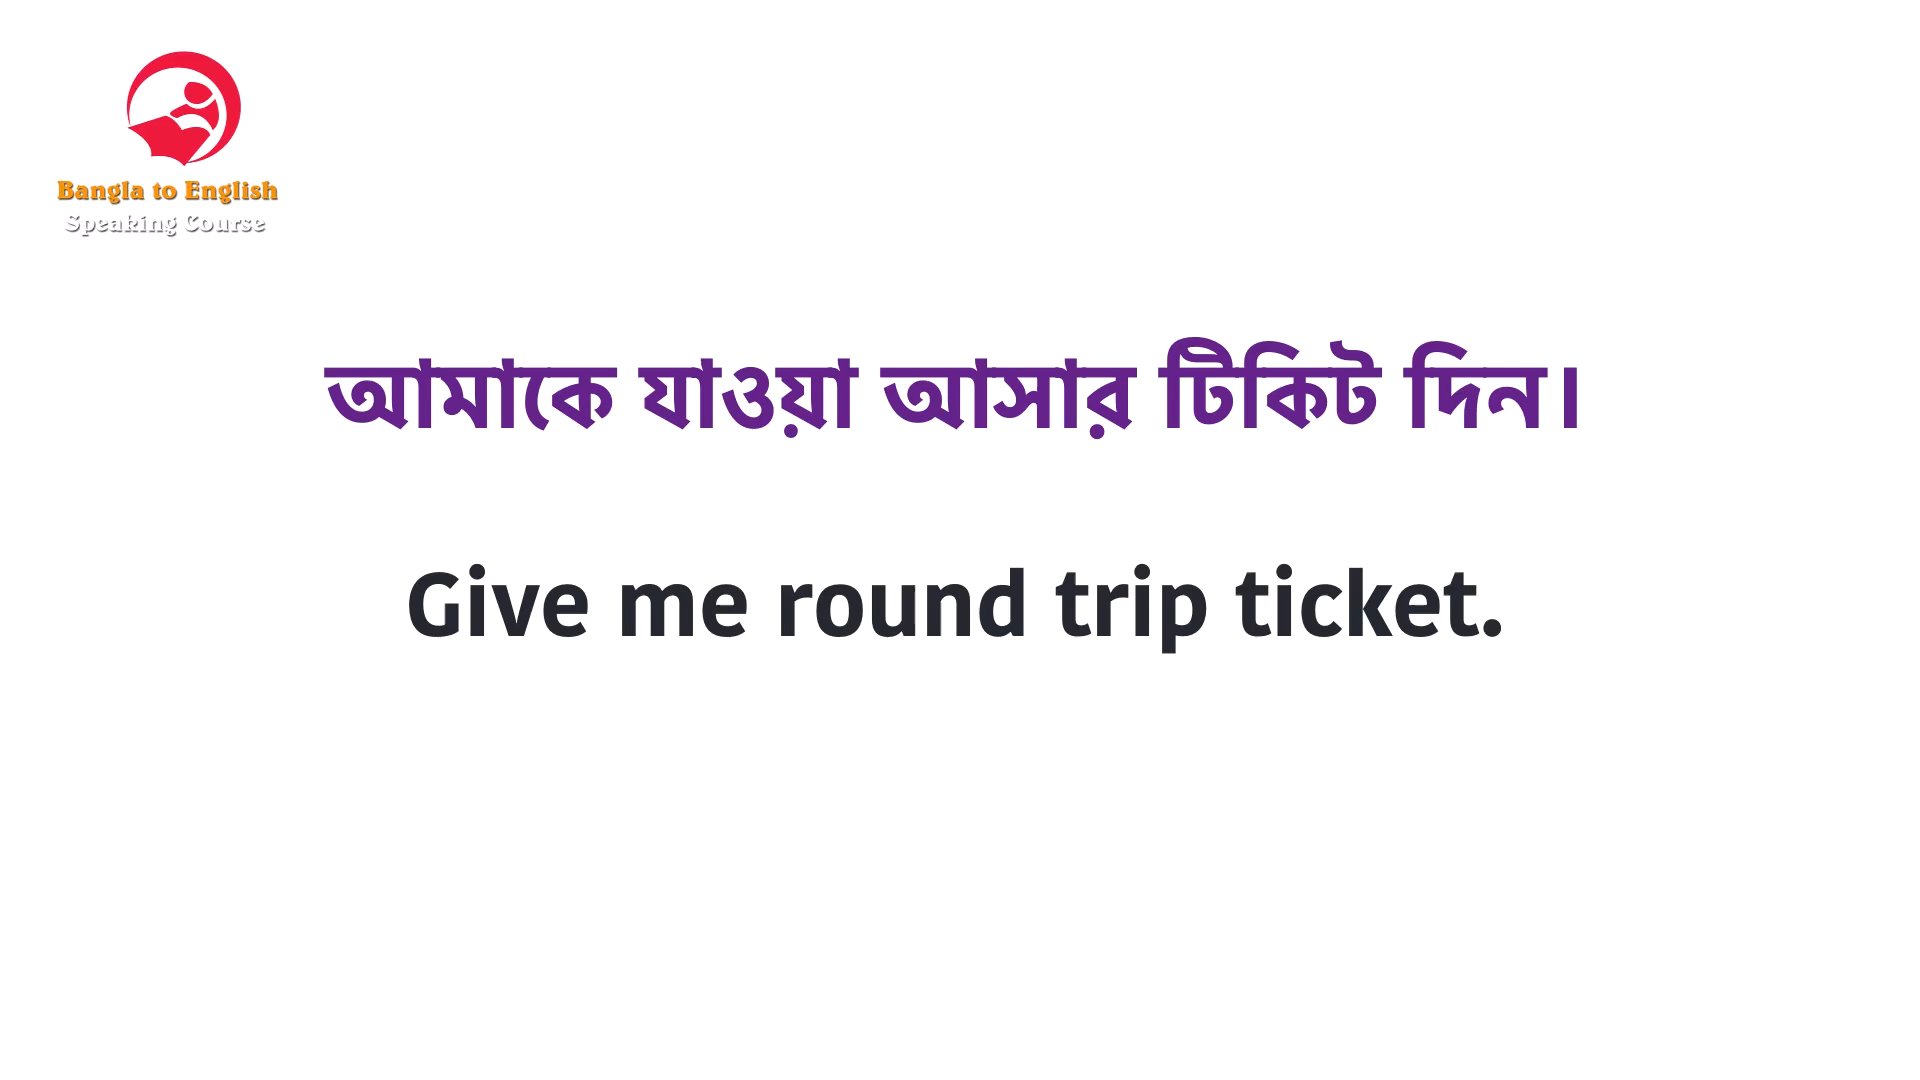 Bangla to English
Speaking Course
আমাকে যাওয়া আসার টিকিট দিন।
Give me round trip ticket.